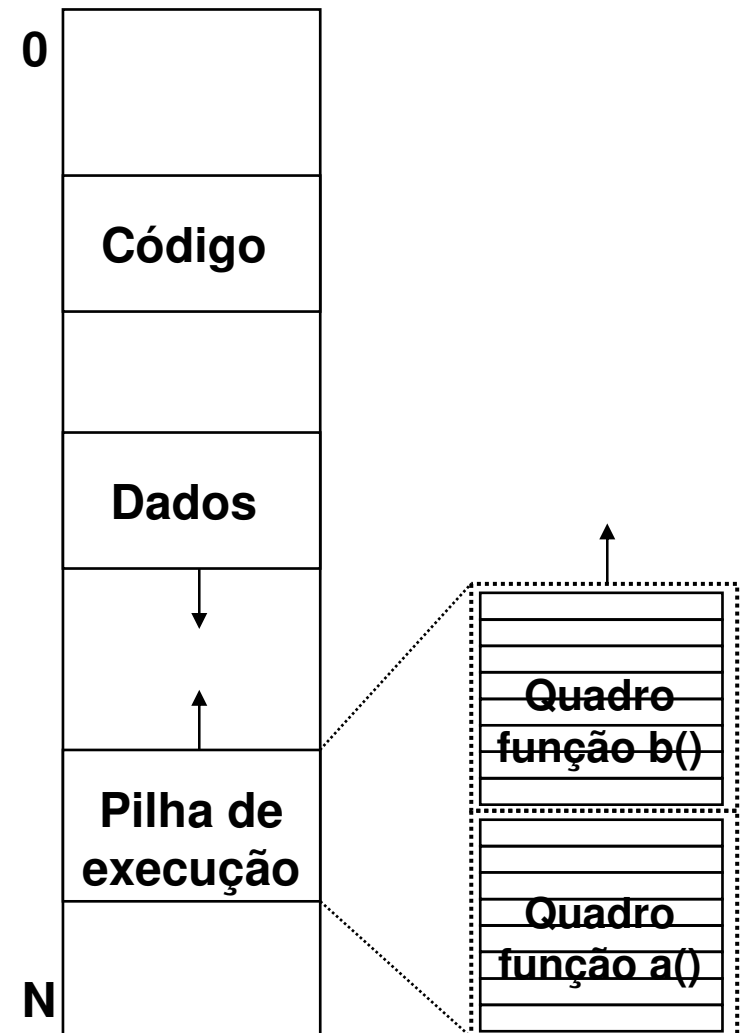 0
Código
Dados
Quadro
função b()
Pilha de
execução
Quadro
função a()
N